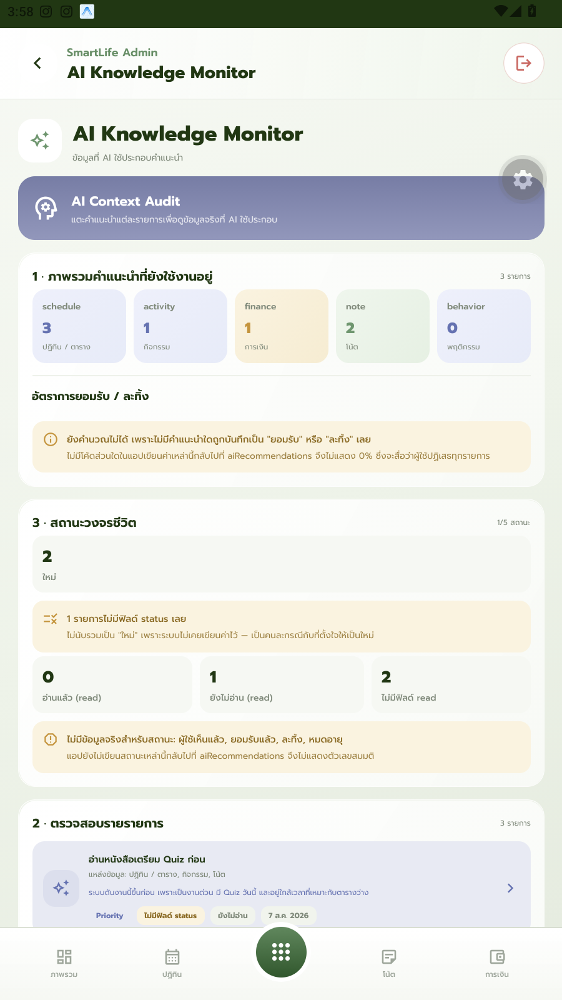 3:58
SmartLife Admin
AI Knowledge Monitor
AI Knowledge Monitor
ข้อมูลที่ AI ใช้ประกอบคำแนะนำ
AI Context Audit
แตะคำแนะนำแต่ละรายการเพื่อดูข้อมูลจริงที่ AI ใช้ประกอบ
1 · ภาพรวมคำแนะนำที่ยังใช้งานอยู่
3 รายการ
schedule
3
ปฏิทิน / ตาราง
activity
1
กิจกรรม
finance
1
การเงิน
note
2
โน้ต
behavior
0
พฤติกรรม
อัตราการยอมรับ / ละทิ้ง
ยังคำนวณไม่ได้ เพราะไม่มีคำแนะนำใดถูกบันทึกเป็น "ยอมรับ" หรือ "ละทิ้ง" เลย
ไม่มีโค้ดส่วนใดในแอปเขียนค่าเหล่านี้กลับไปที่ aiRecommendations จึงไม่แสดง 0% ซึ่งจะสื่อว่าผู้ใช้ปฏิเสธทุกรายการ
3 · สถานะวงจรชีวิต
1/5 สถานะ
2
ใหม่
1 รายการไม่มีฟิลด์ status เลย
ไม่นับรวมเป็น "ใหม่" เพราะระบบไม่เคยเขียนค่าไว้ — เป็นคนละกรณีกับที่ตั้งใจให้เป็นใหม่
0
อ่านแล้ว (read)
1
ยังไม่อ่าน (read)
2
ไม่มีฟิลด์ read
ไม่มีข้อมูลจริงสำหรับสถานะ: ผู้ใช้เห็นแล้ว, ยอมรับแล้ว, ละทิ้ง, หมดอายุ
แอปยังไม่เขียนสถานะเหล่านี้กลับไปที่ aiRecommendations จึงไม่แสดงตัวเลขสมมติ
2 · ตรวจสอบรายรายการ
3 รายการ
อ่านหนังสือเตรียม Quiz ก่อน
แหล่งข้อมูล: ปฏิทิน / ตาราง, กิจกรรม, โน้ต
ระบบดันงานนี้ขึ้นก่อน เพราะเป็นงานด่วน มี Quiz วันนี้ และอยู่ใกล้เวลาที่เหมาะกับตารางว่าง
Priority
ไม่มีฟิลด์ status
ยังไม่อ่าน
7 ส.ค. 2026
ภาพรวม
ปฏิทิน
โน้ต
การเงิน